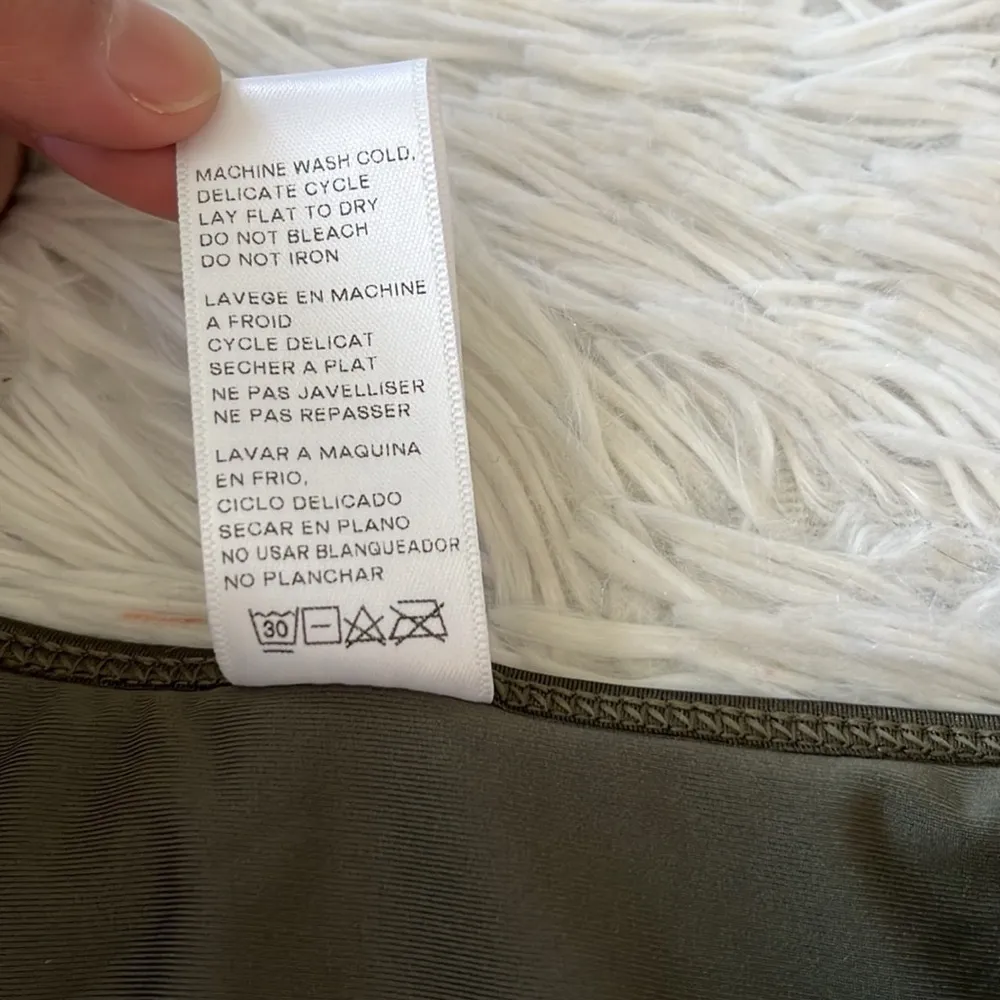 MACHINE WASH COLD,
DELICATE CYCLE
LAY FLAT TO DRY
DO NOT BLEACH
DO NOT IRON
LAVEGE EN MACHINE
A FROID
CYCLE DELICAT
SECHER A PLAT
NE PAS JAVELLISER
NE PAS REPASSER
LAVAR A MAQUINA
EN FRIO,
CICLO DELICADO
SECAR EN PLANO
NO USAR BLANQUEADOR
NO PLANCHAR
30